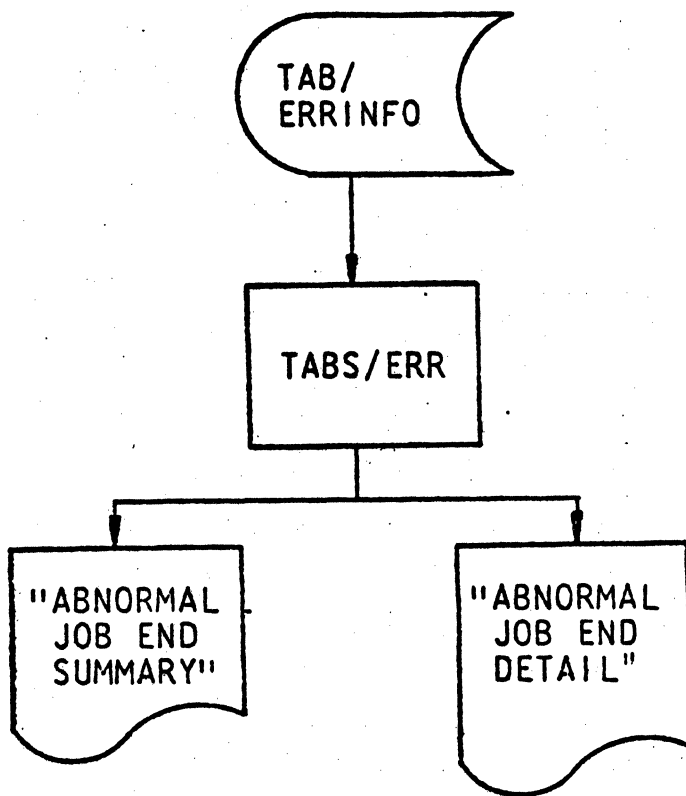 TAB/
ERRINFO
TABS/ERR
"ABNORMAL
JOB END
SUMMARY"
"ABNORMAL
JOB END
DETAIL"